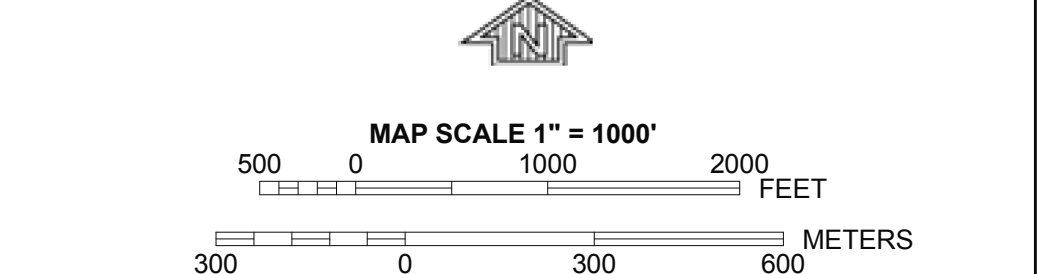 N
MAP SCALE 1" = 1000'
500 0 1000 2000
FEET
METERS
300 0 300 600